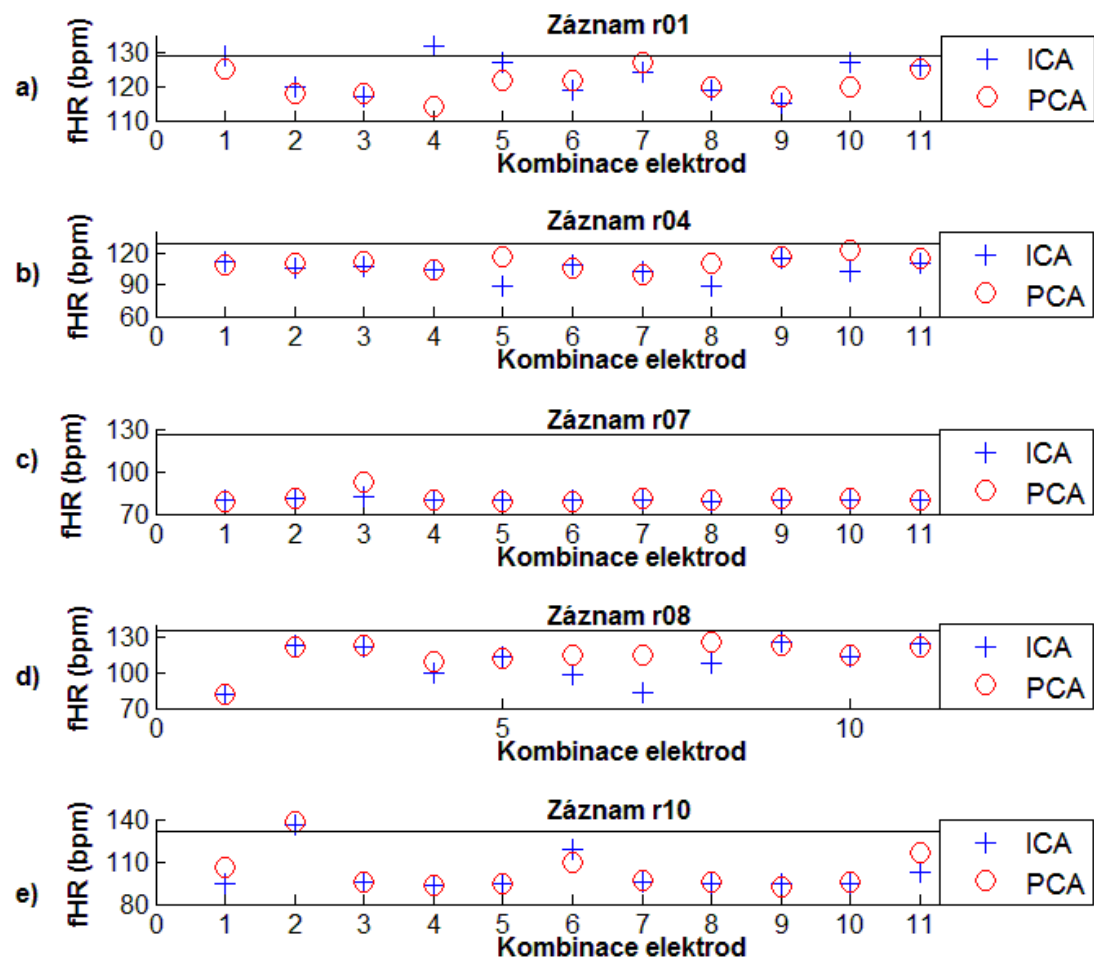 Záznam r01
a)
fHR (bpm)
130
120
110
0 1 2 3 4 5 6 7 8 9 10 11
Kombinace elektrod
ICA
PCA
Záznam r04
b)
fHR (bpm)
120
90
60
0 1 2 3 4 5 6 7 8 9 10 11
Kombinace elektrod
ICA
PCA
Záznam r07
c)
fHR (bpm)
130
100
70
0 1 2 3 4 5 6 7 8 9 10 11
Kombinace elektrod
ICA
PCA
Záznam r08
d)
fHR (bpm)
130
100
70
0 5 10
Kombinace elektrod
ICA
PCA
Záznam r10
e)
fHR (bpm)
140
110
80
0 1 2 3 4 5 6 7 8 9 10 11
Kombinace elektrod
ICA
PCA